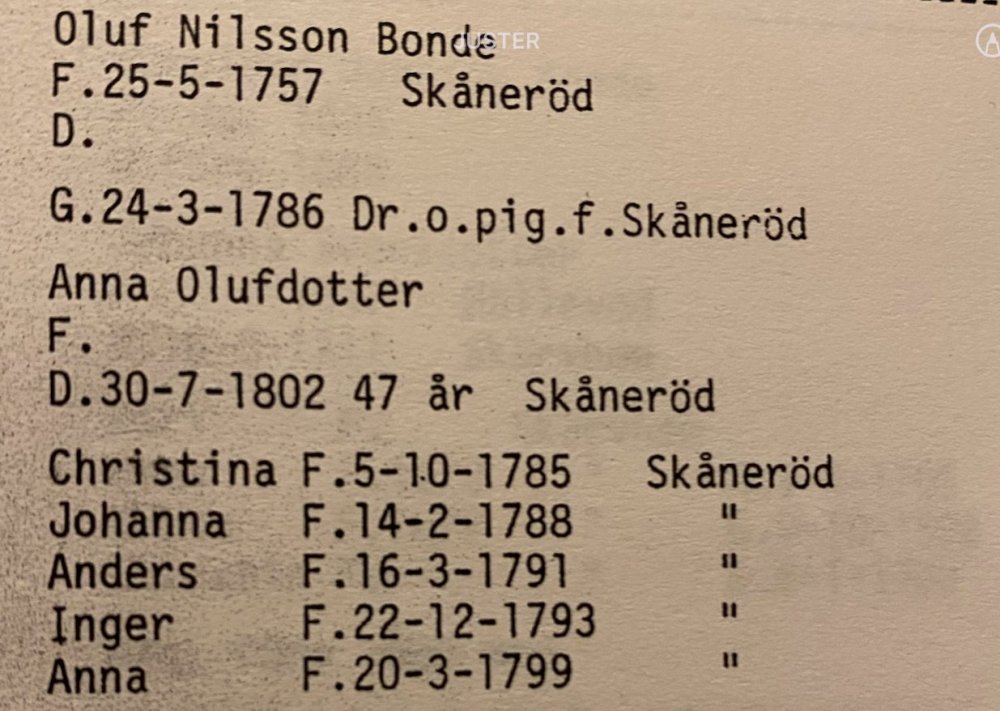 Oluf Nilsson Bonde
JUSTER
F.25-5-1757 Skåneröd
D.
G.24-3-1786 Dr.o.pig.f.Skåneröd
Anna Olufdotter
F.
D.30-7-1802 47 år Skåneröd
Christina F.5-10-1785 Skåneröd
Johanna F.14-2-1788 "
Anders F.16-3-1791 "
Inger F.22-12-1793 "
Anna F.20-3-1799 "